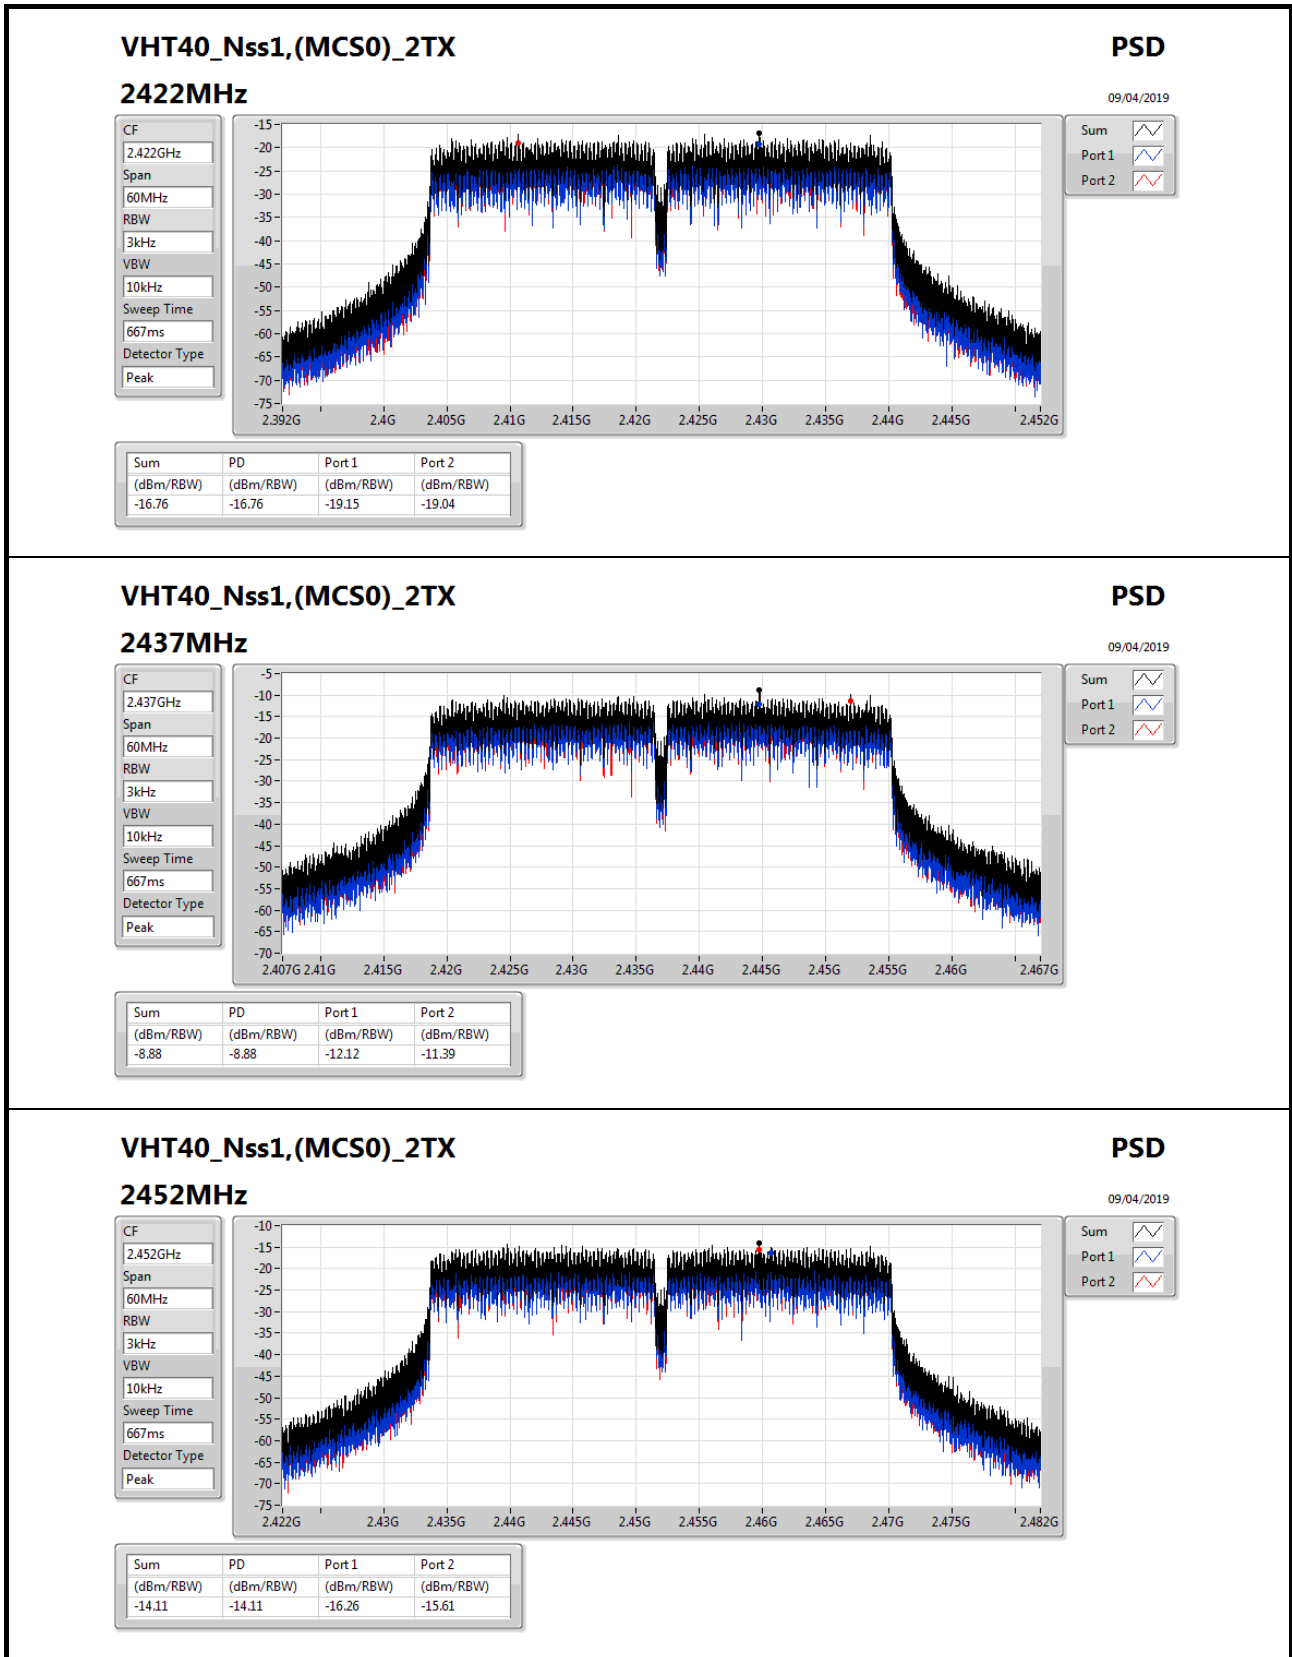 VHT40_Nss1,(MCS0)_2TX PSD
2422MHz 09/04/2019
CF
2.422GHz
Span
60MHz
RBW
3kHz
VBW
10kHz
Sweep Time
667ms
Detector Type
Peak
-15
-20
-25
-30
-35
-40
-45
-50
-55
-60
-65
-70
-75
2.392G 2.4G 2.405G 2.41G 2.415G 2.42G 2.425G 2.43G 2.435G 2.44G 2.445G 2.452G
Sum
Port 1
Port 2
Sum PD Port 1 Port 2
(dBm/RBW) (dBm/RBW) (dBm/RBW) (dBm/RBW)
-16.76 -16.76 -19.15 -19.04
VHT40_Nss1,(MCS0)_2TX PSD
2437MHz 09/04/2019
CF
2.437GHz
Span
60MHz
RBW
3kHz
VBW
10kHz
Sweep Time
667ms
Detector Type
Peak
-5
-10
-15
-20
-25
-30
-35
-40
-45
-50
-55
-60
-65
-70
2.407G 2.41G 2.415G 2.42G 2.425G 2.43G 2.435G 2.44G 2.445G 2.45G 2.455G 2.46G 2.467G
Sum
Port 1
Port 2
Sum PD Port 1 Port 2
(dBm/RBW) (dBm/RBW) (dBm/RBW) (dBm/RBW)
-8.88 -8.88 -12.12 -11.39
VHT40_Nss1,(MCS0)_2TX PSD
2452MHz 09/04/2019
CF
2.452GHz
Span
60MHz
RBW
3kHz
VBW
10kHz
Sweep Time
667ms
Detector Type
Peak
-10
-15
-20
-25
-30
-35
-40
-45
-50
-55
-60
-65
-70
-75
2.422G 2.43G 2.435G 2.44G 2.445G 2.45G 2.455G 2.46G 2.465G 2.47G 2.475G 2.482G
Sum
Port 1
Port 2
Sum PD Port 1 Port 2
(dBm/RBW) (dBm/RBW) (dBm/RBW) (dBm/RBW)
-14.11 -14.11 -16.26 -15.61